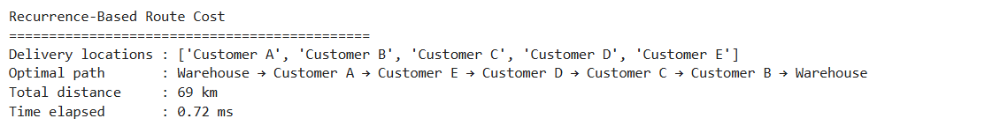 Recurrence-Based Route Cost
=============================================
Delivery locations : ['Customer A', 'Customer B', 'Customer C', 'Customer D', 'Customer E']
Optimal path       : Warehouse → Customer A → Customer E → Customer D → Customer C → Customer B → Warehouse
Total distance     : 69 km
Time elapsed       : 0.72 ms